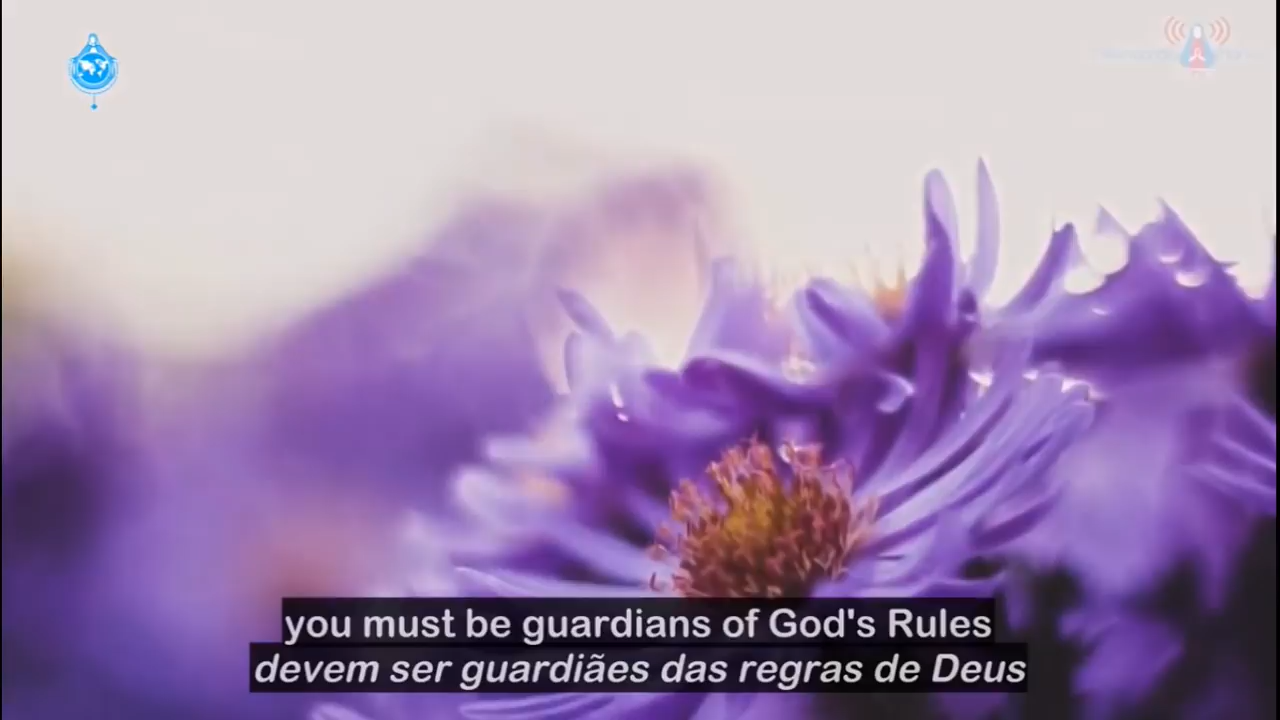 you must be guardians of God's Rules
devem ser guardiães das regras de Deus